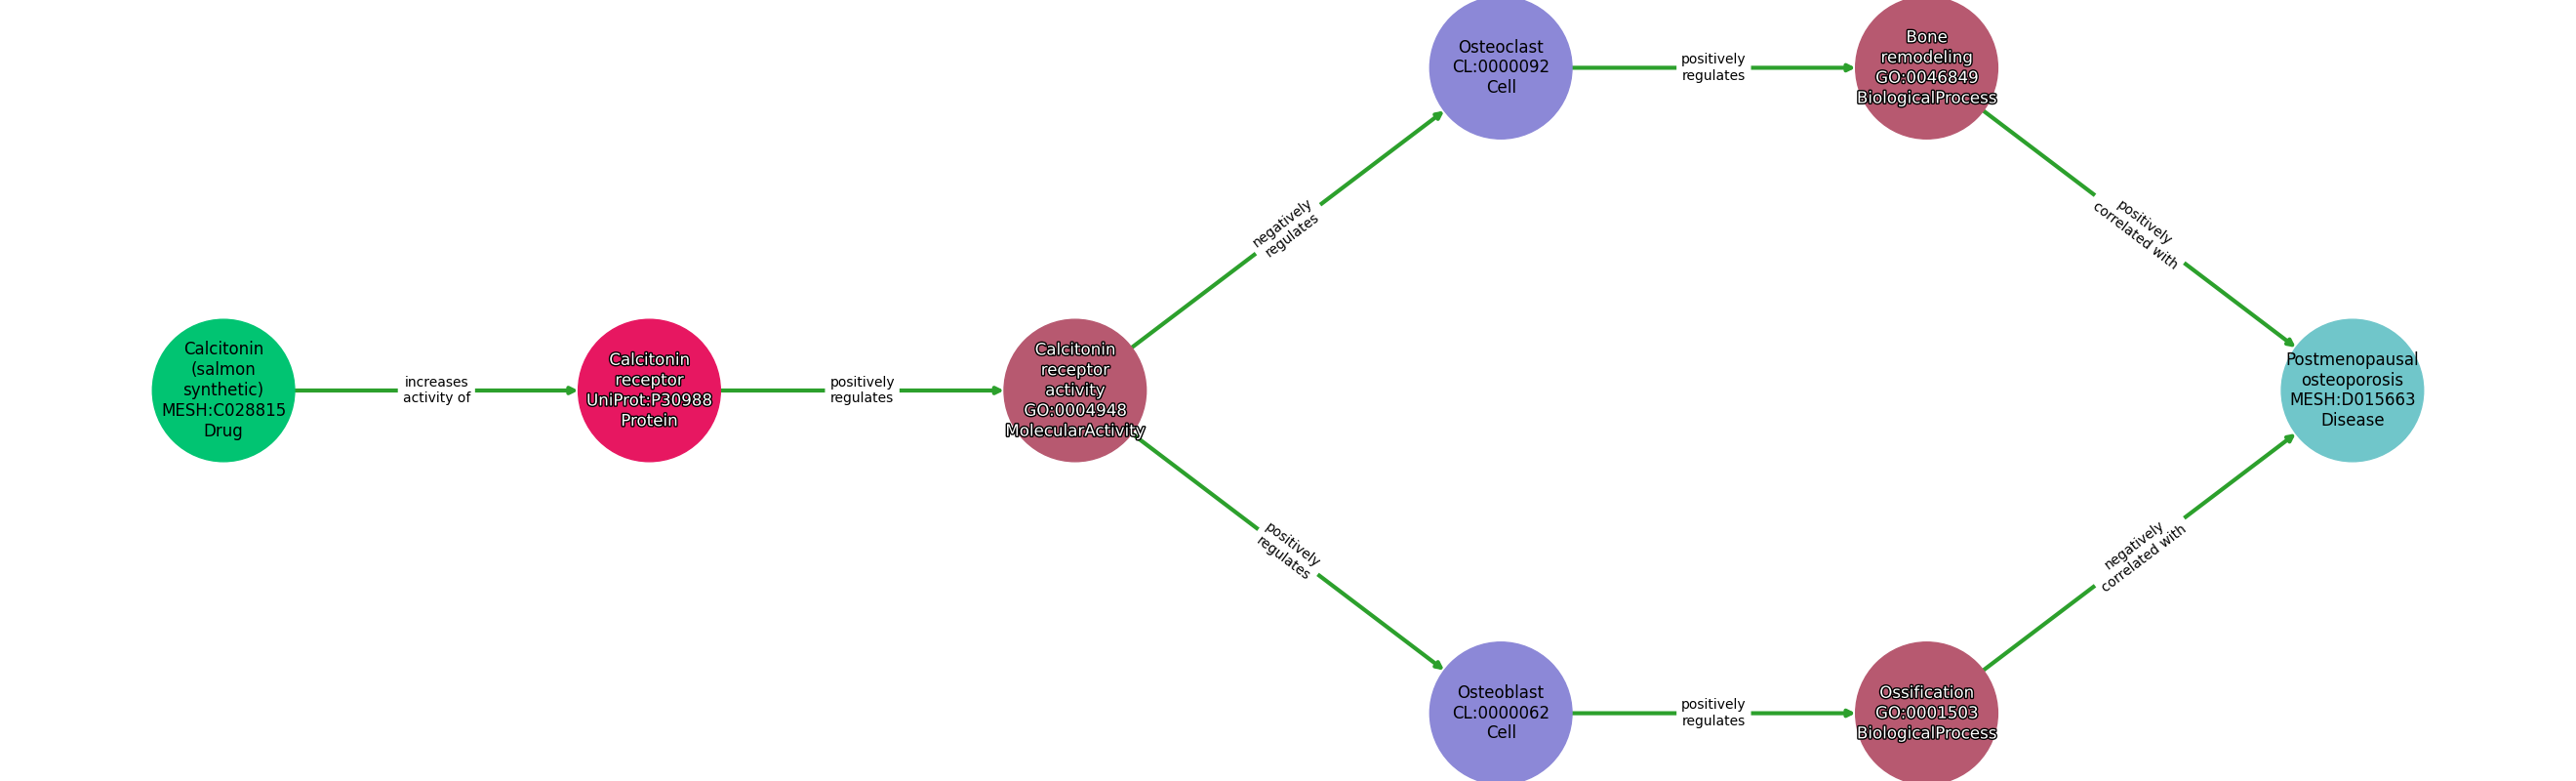 Osteoclast
CL:0000092
Cell
positively
regulates
Bone
remodeling
GO:0046849
BiologicalProcess
negatively
regulates
positively
correlated with
Calcitonin
(salmon
synthetic)
MESH:C028815
Drug
increases
activity of
Calcitonin
receptor
UniProt:P30988
Protein
positively
regulates
Calcitonin
receptor
activity
GO:0004948
MolecularActivity
Postmenopausal
osteoporosis
MESH:D015663
Disease
positively
regulates
negatively
correlated with
Osteoblast
CL:0000062
Cell
positively
regulates
Ossification
GO:0001503
BiologicalProcess